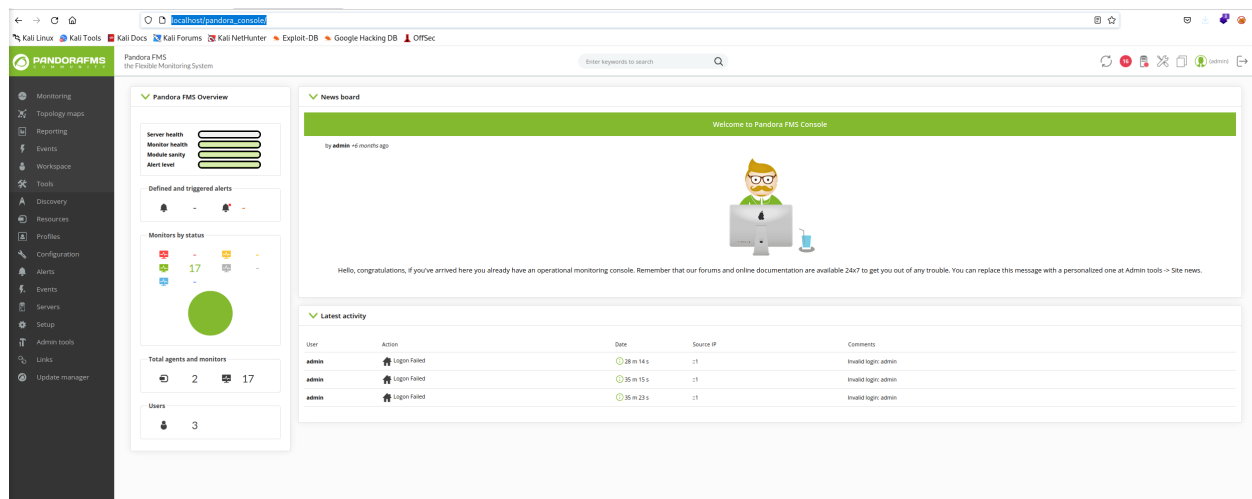 localhost/pandora_console/
Kali Linux Kali Tools Kali Docs Kali Forums Kali NetHunter Exploit-DB Google Hacking DB OffSec
PANDORAFMS
COMMUNITY
Pandora FMS
the Flexible Monitoring System
Enter keywords to search
16
(admin)
Monitoring
Topology maps
Reporting
Events
Workspace
Tools
Discovery
Resources
Profiles
Configuration
Alerts
Events
Servers
Setup
Admin tools
Links
Update manager
Pandora FMS Overview
Server health
Monitor health
Module sanity
Alert level
Defined and triggered alerts
- -
Monitors by status
- -
17 -
-
Total agents and monitors
2 17
Users
3
News board
Welcome to Pandora FMS Console
by admin +6 months ago
Hello, congratulations, if you've arrived here you already have an operational monitoring console. Remember that our forums and online documentation are available 24x7 to get you out of any trouble. You can replace this message with a personalized one at Admin tools -> Site news.
Latest activity
User Action Date Source IP Comments
admin Logon Failed 28 m 14 s ::1 Invalid login: admin
admin Logon Failed 35 m 15 s ::1 Invalid login: admin
admin Logon Failed 35 m 23 s ::1 Invalid login: admin